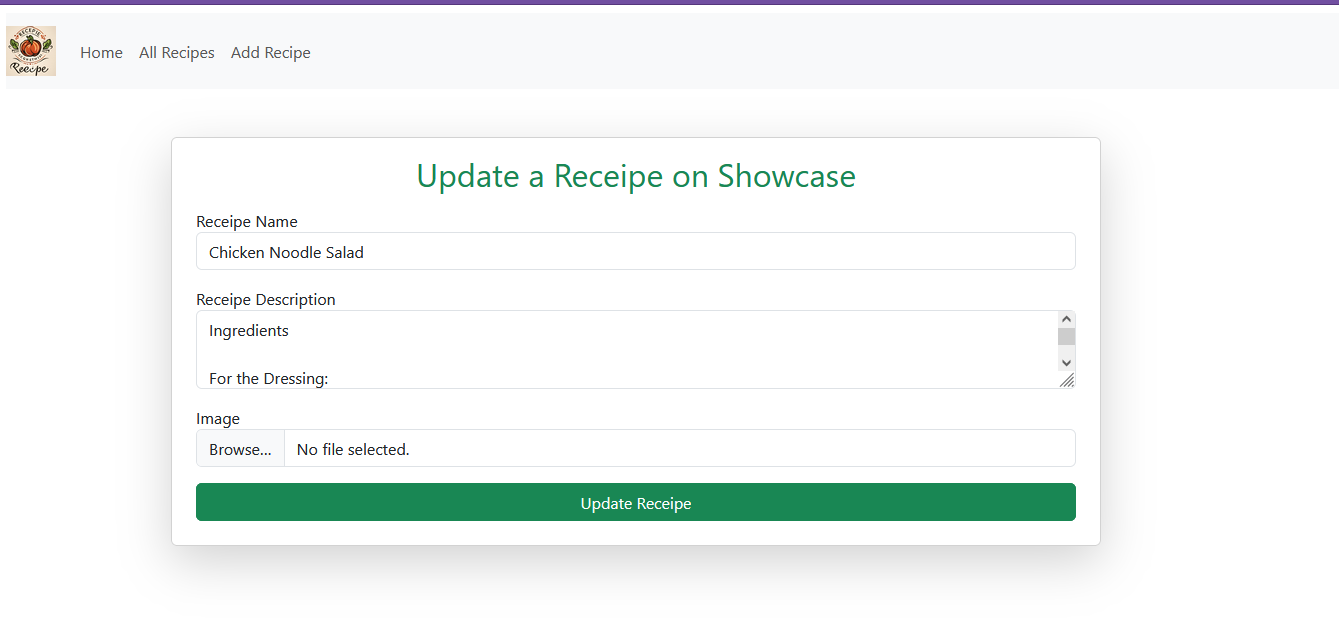 Recipe
Home All Recipes Add Recipe
Update a Receipe on Showcase
Receipe Name
Chicken Noodle Salad
Receipe Description
Ingredients
For the Dressing:
Image
Browse... No file selected.
Update Receipe